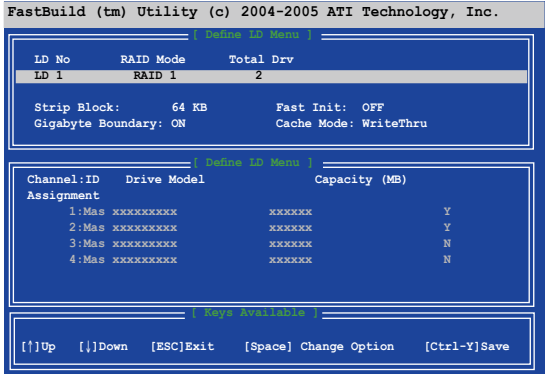 FastBuild (tm) Utility (c) 2004-2005 ATI Technology, Inc.
[ Define LD Menu ]
LD No RAID Mode Total Drv
LD 1 RAID 1 2
Strip Block: 64 KB Fast Init: OFF
Gigabyte Boundary: ON Cache Mode: WriteThru
[ Define LD Menu ]
Channel:ID Drive Model Capacity (MB)
Assignment
1:Mas xxxxxxxxx xxxxxx Y
2:Mas xxxxxxxxx xxxxxx Y
3:Mas xxxxxxxxx xxxxxx N
4:Mas xxxxxxxxx xxxxxx N
[ Keys Available ]
[↑]Up [↓]Down [ESC]Exit [Space] Change Option [Ctrl-Y]Save